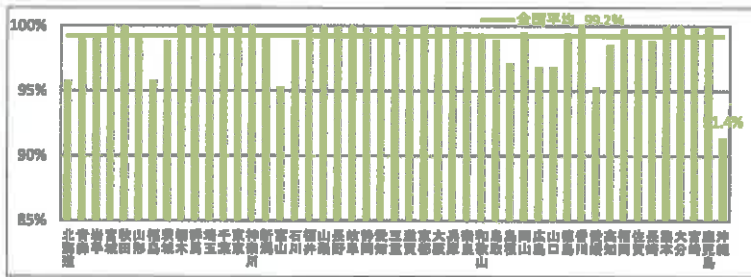 全国平均 99.2%
100%
95%
91.4%
90%
85%
北海道 青森 岩手 宮城 秋田 山形 福島 茨城 栃木 群馬 埼玉 千葉 東京 神奈川 新潟 富山 石川 福井 山梨 長野 岐阜 静岡 愛知 三重 滋賀 京都 大阪 兵庫 奈良 和歌山 鳥取 島根 岡山 広島 山口 徳島 香川 愛媛 高知 福岡 佐賀 長崎 熊本 大分 宮崎 鹿児島 沖縄